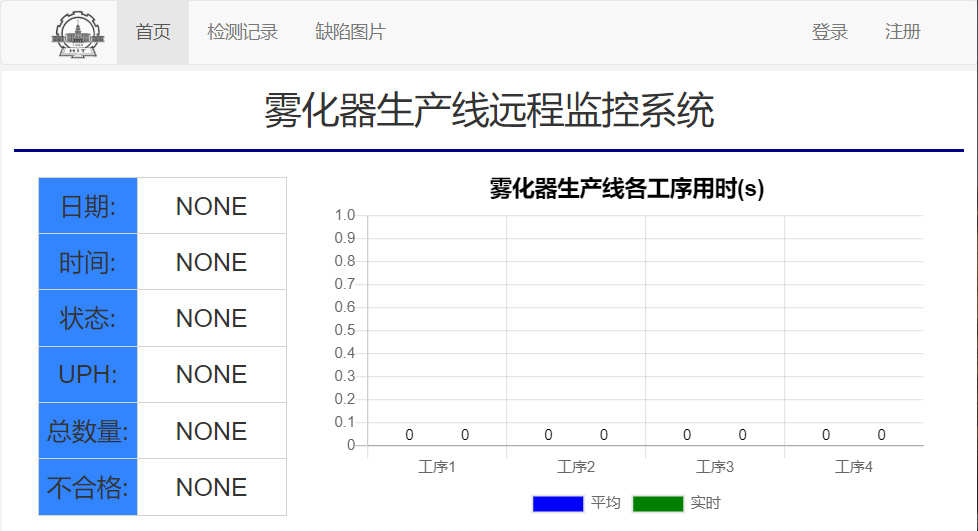 HIT
首页 检测记录 缺陷图片 登录 注册
雾化器生产线远程监控系统
日期: NONE
时间: NONE
状态: NONE
UPH: NONE
总数量: NONE
不合格: NONE
雾化器生产线各工序用时(s)
1.0
0.9
0.8
0.7
0.6
0.5
0.4
0.3
0.2
0.1
0
0 0 0 0 0 0 0 0
工序1 工序2 工序3 工序4
平均 实时